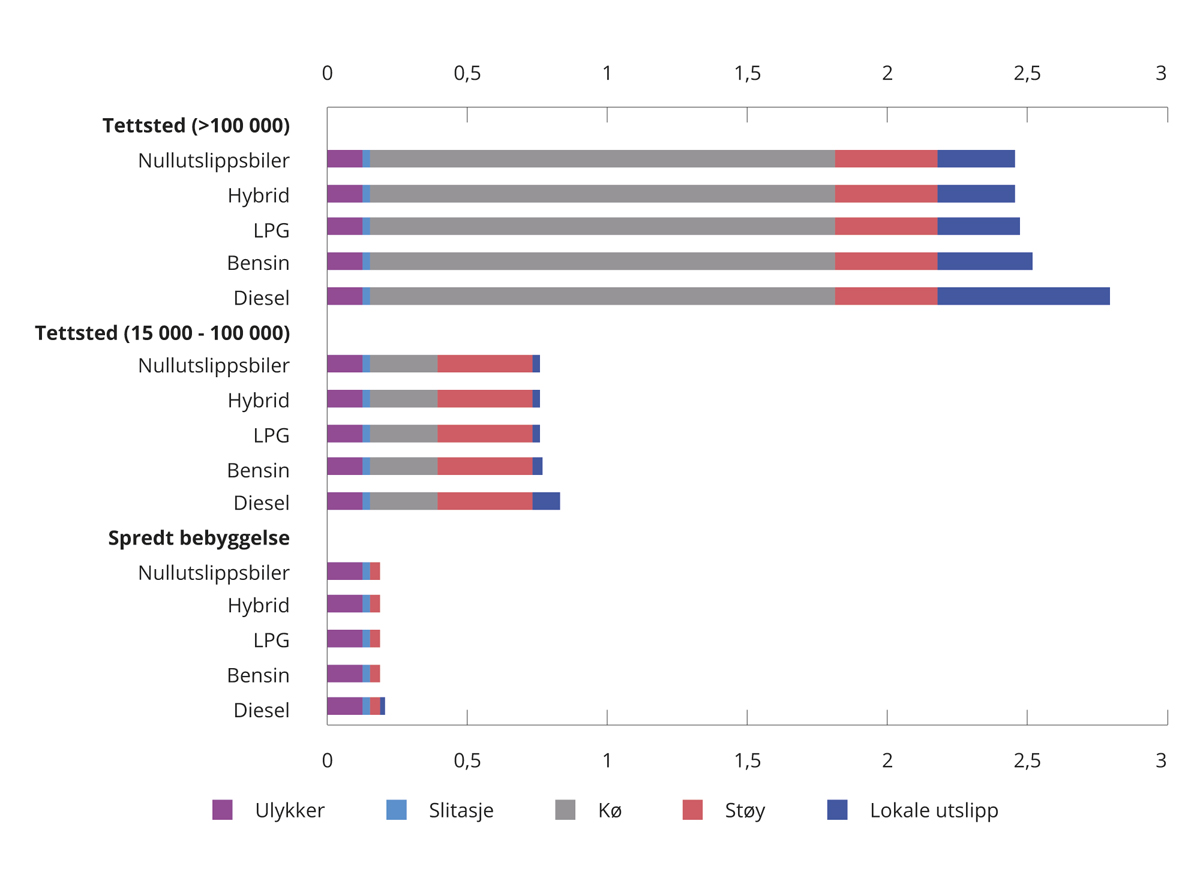 0 0,5 1 1,5 2 2,5 3
Tettsted (>100 000)
Nullutslippsbiler
Hybrid
LPG
Bensin
Diesel
Tettsted (15 000 - 100 000)
Nullutslippsbiler
Hybrid
LPG
Bensin
Diesel
Spredt bebyggelse
Nullutslippsbiler
Hybrid
LPG
Bensin
Diesel
0 0,5 1 1,5 2 2,5 3
Ulykker Slitasje Kø Støy Lokale utslipp